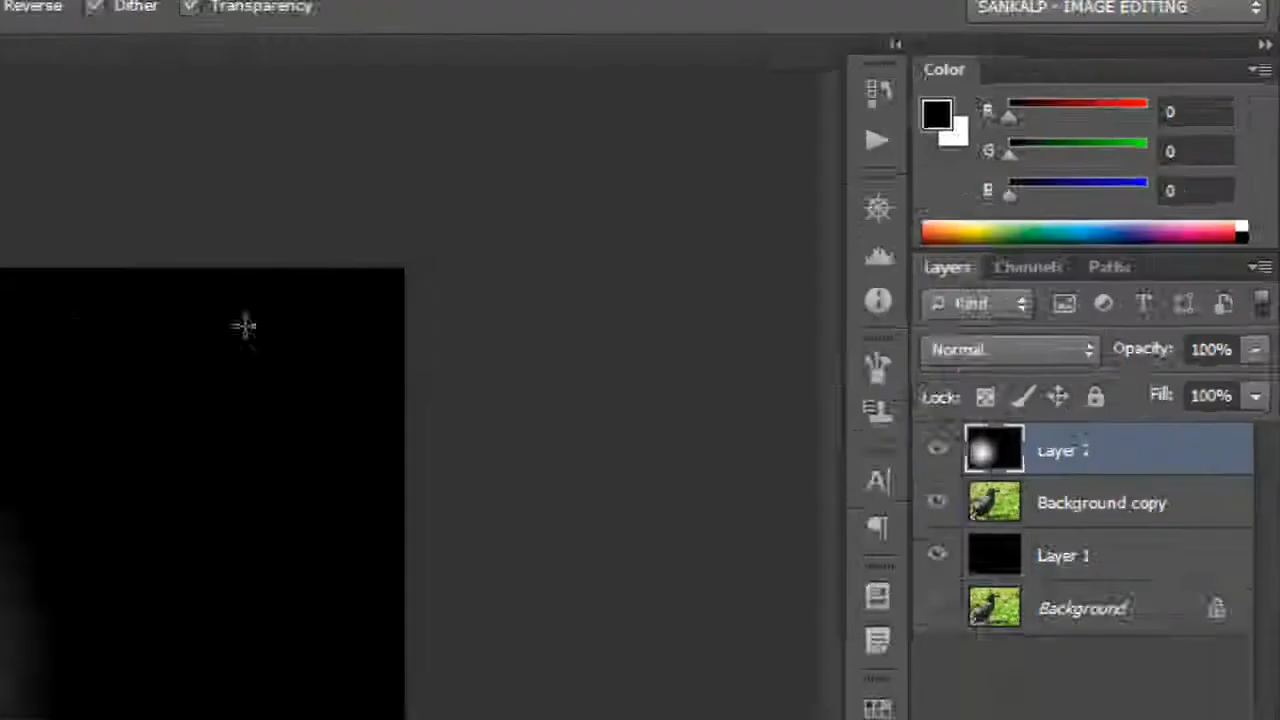 Reverse Dither Transparency
SANKALP - IMAGE EDITING
Color
R 0
G 0
B 0
Layers Channels Paths
Kind
Normal Opacity: 100%
Lock: Fill: 100%
Layer 2
Background copy
Layer 1
Background